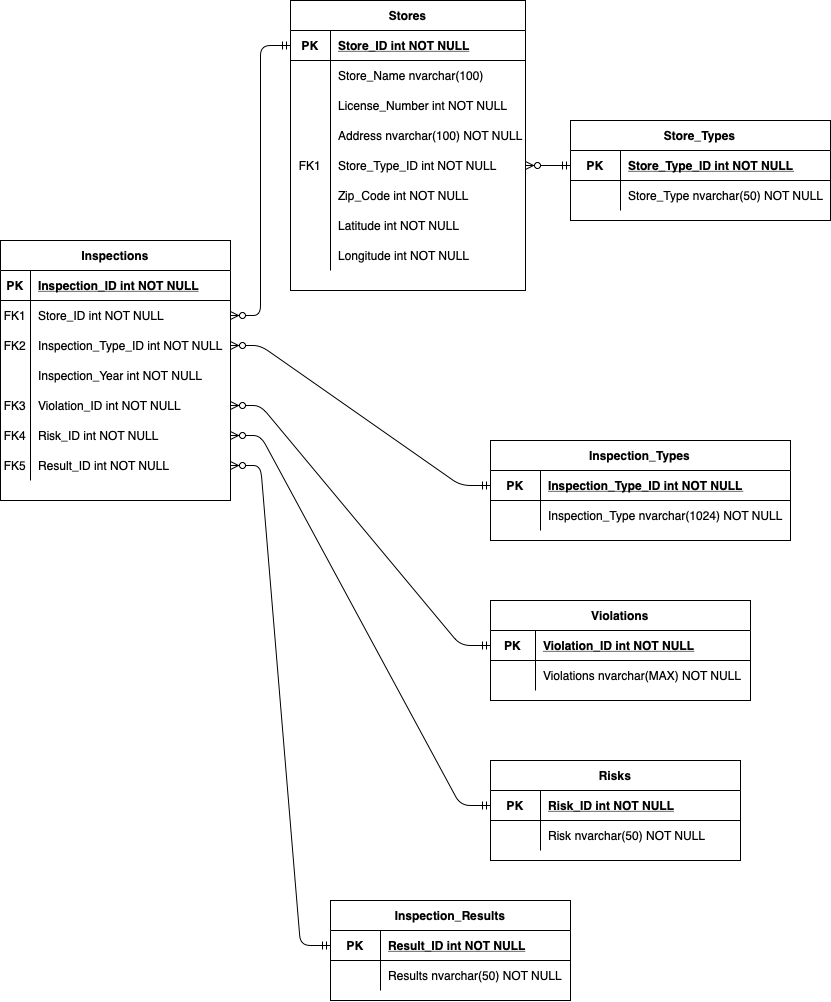 Stores
PK Store_ID int NOT NULL
Store_Name nvarchar(100)
License_Number int NOT NULL
Address nvarchar(100) NOT NULL
FK1 Store_Type_ID int NOT NULL
Zip_Code int NOT NULL
Latitude int NOT NULL
Longitude int NOT NULL
Store_Types
PK Store_Type_ID int NOT NULL
Store_Type nvarchar(50) NOT NULL
Inspections
PK Inspection_ID int NOT NULL
FK1 Store_ID int NOT NULL
FK2 Inspection_Type_ID int NOT NULL
Inspection_Year int NOT NULL
FK3 Violation_ID int NOT NULL
FK4 Risk_ID int NOT NULL
FK5 Result_ID int NOT NULL
Inspection_Types
PK Inspection_Type_ID int NOT NULL
Inspection_Type nvarchar(1024) NOT NULL
Violations
PK Violation_ID int NOT NULL
Violations nvarchar(MAX) NOT NULL
Risks
PK Risk_ID int NOT NULL
Risk nvarchar(50) NOT NULL
Inspection_Results
PK Result_ID int NOT NULL
Results nvarchar(50) NOT NULL